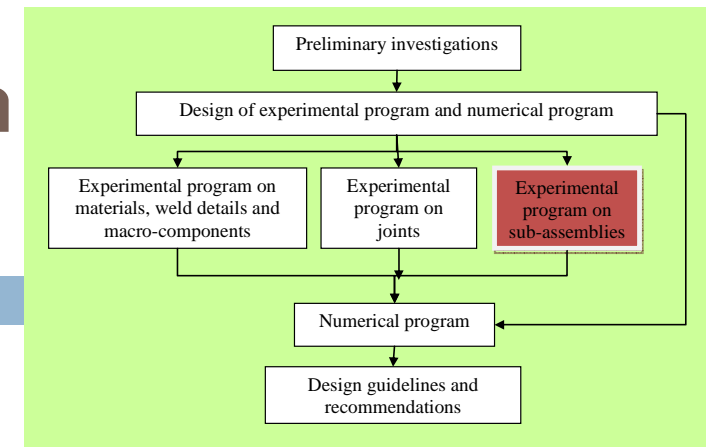 Preliminary investigations
Design of experimental program and numerical program
Experimental program on
materials, weld details and
macro-components
Experimental
program on
joints
Experimental
program on
sub-assemblies
Numerical program
Design guidelines and
recommendations